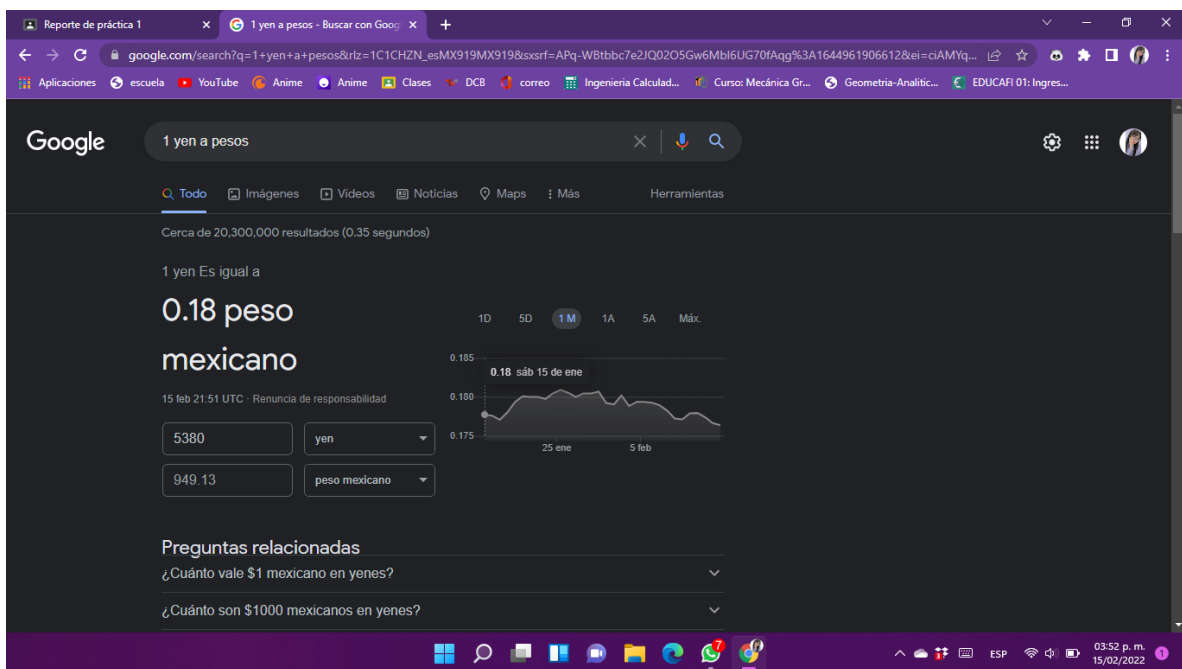 Reporte de práctica 1
1 yen a pesos - Buscar con Goog
google.com/search?q=1+yen+a+pesos&rlz=1C1CHZN_esMX919MX919&sxsrf=APq-WBtbbc7e2JQ02O5Gw6MbI6UG70fAqg%3A1644961906612&ei=ciAMYq...
Aplicaciones escuela YouTube Anime Anime Clases DCB correo Ingenieria Calculad... Curso: Mecánica Gr... Geometria-Analitic... EDUCAFI 01: Ingres...
Google
1 yen a pesos
Todo Imágenes Videos Noticias Maps Más Herramientas
Cerca de 20,300,000 resultados (0.35 segundos)
1 yen Es igual a
0.18 peso
mexicano
15 feb 21:51 UTC · Renuncia de responsabilidad
5380 yen
949.13 peso mexicano
1D 5D 1 M 1A 5A Máx.
0.185
0.18 sáb 15 de ene
0.180
0.175
25 ene 5 feb
Preguntas relacionadas
¿Cuánto vale $1 mexicano en yenes?
¿Cuánto son $1000 mexicanos en yenes?
7
ESP
03:52 p. m.
15/02/2022
1